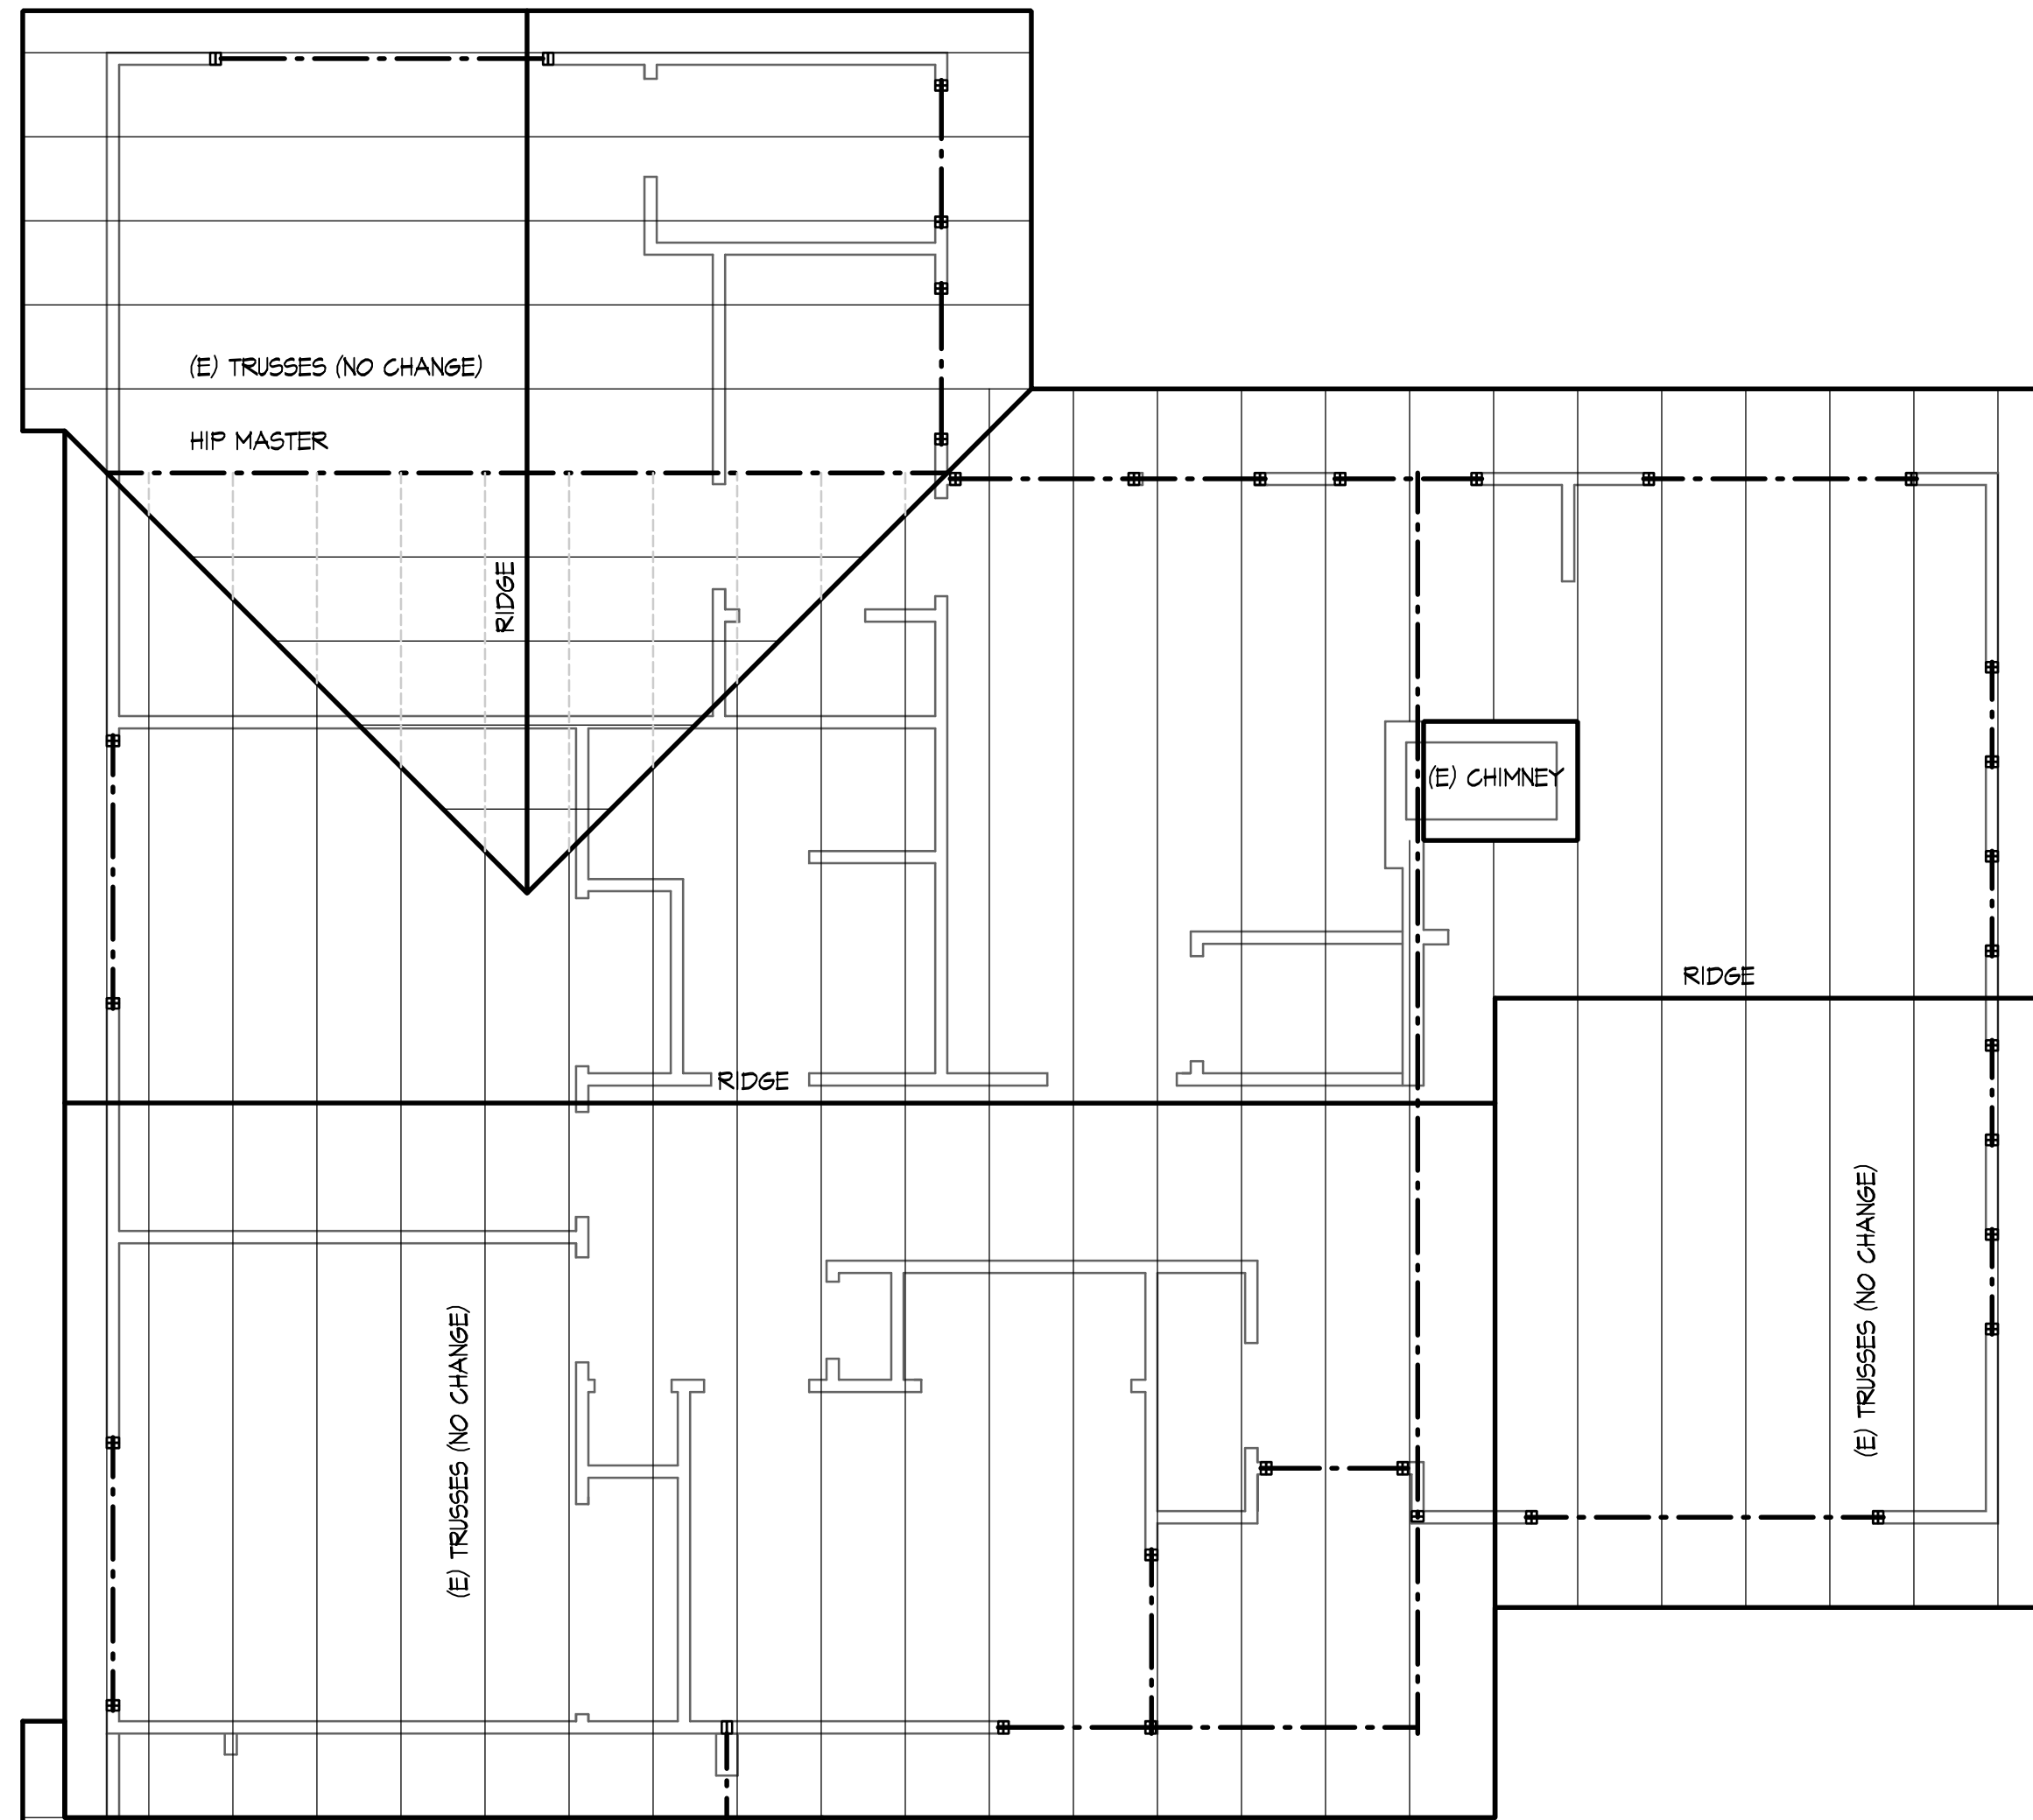 (E) TRUSSES (NO CHANGE)
HIP MASTER
RIDGE
(E) CHIMNEY
RIDGE
RIDGE
(E) TRUSSES (NO CHANGE)
(E) TRUSSES (NO CHANGE)